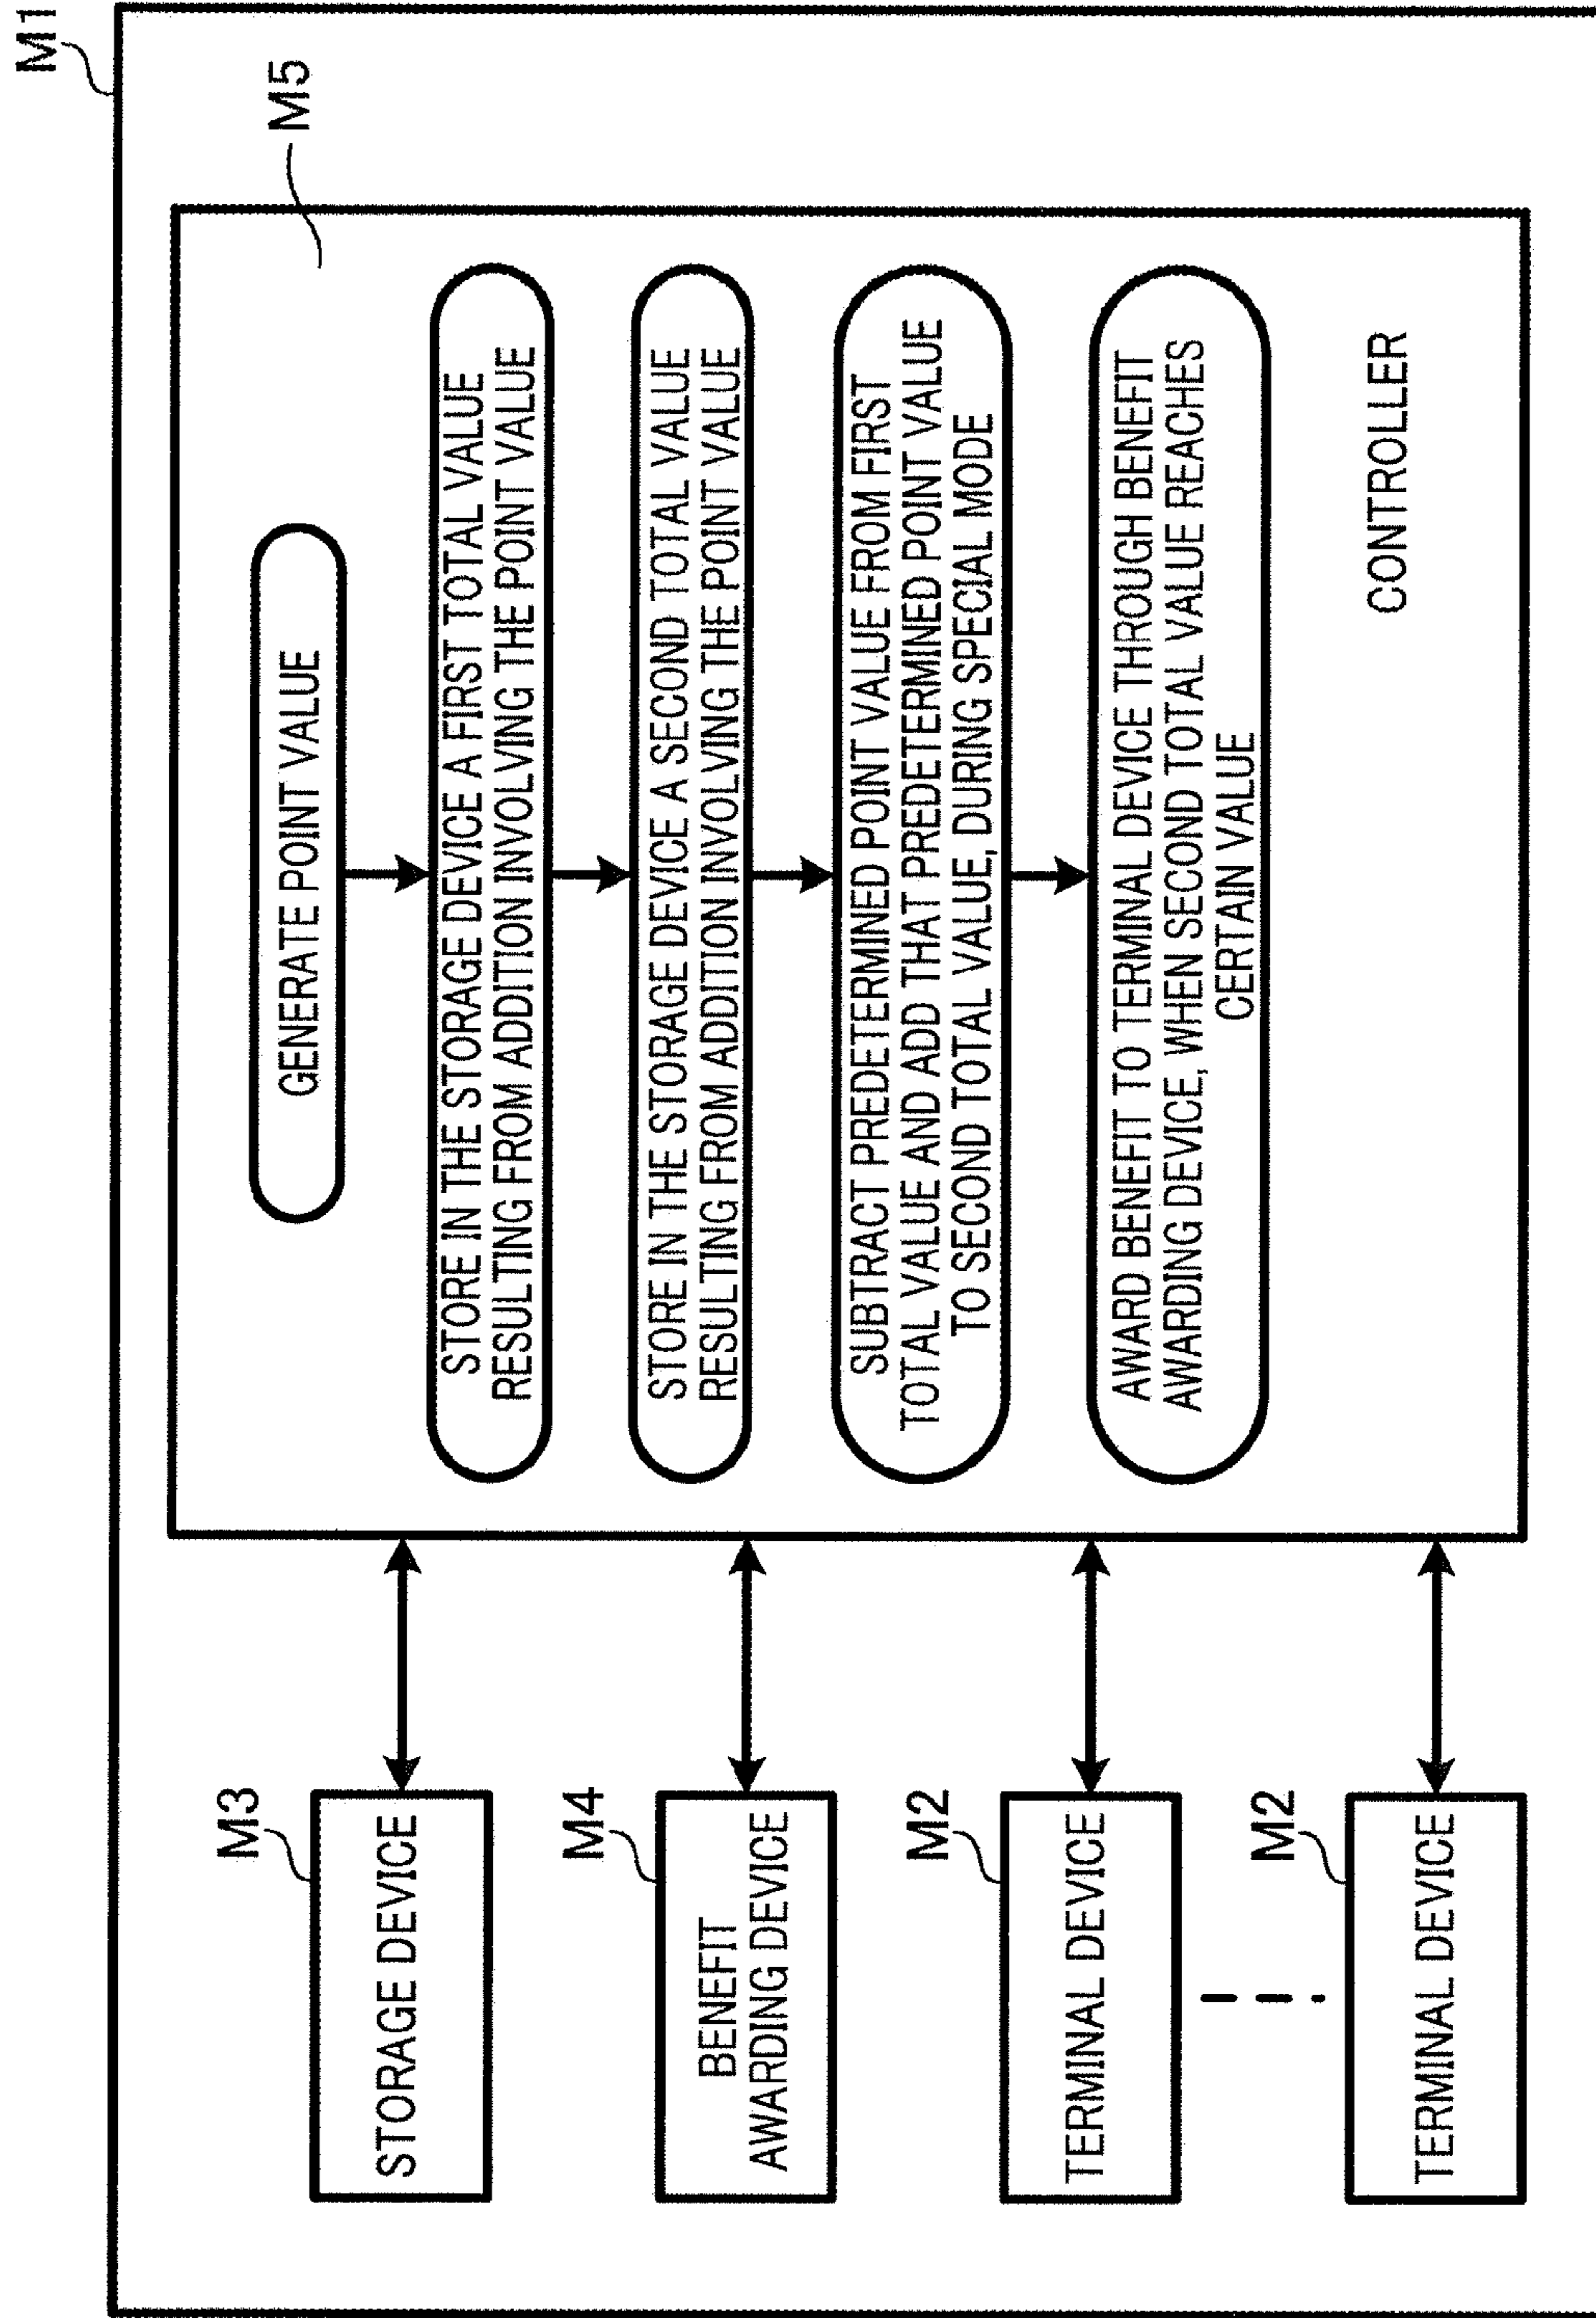 M1
M5
GENERATE POINT VALUE
STORE IN THE STORAGE DEVICE A FIRST TOTAL VALUE
RESULTING FROM ADDITION INVOLVING THE POINT VALUE
STORE IN THE STORAGE DEVICE A SECOND TOTAL VALUE
RESULTING FROM ADDITION INVOLVING THE POINT VALUE
SUBTRACT PREDETERMINED POINT VALUE FROM FIRST
TOTAL VALUE AND ADD THAT PREDETERMINED POINT VALUE
TO SECOND TOTAL VALUE, DURING SPECIAL MODE
AWARD BENEFIT TO TERMINAL DEVICE THROUGH BENEFIT
AWARDING DEVICE, WHEN SECOND TOTAL VALUE REACHES
CERTAIN VALUE
CONTROLLER
M3
STORAGE DEVICE
M4
BENEFIT
AWARDING DEVICE
M2
TERMINAL DEVICE
M2
TERMINAL DEVICE